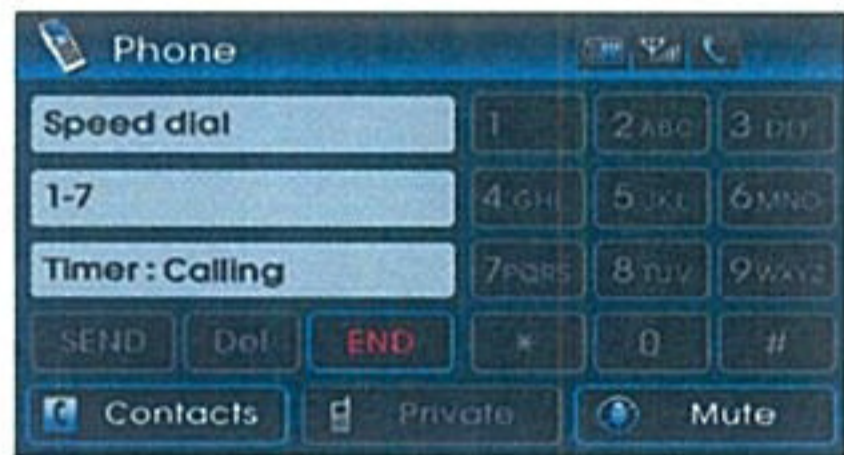 Phone
Speed dial
1
2 ABC
3 DEF
1-7
4 GHI
5 JKL
6 MNO
Timer : Calling
7 PQRS
8 TUV
9 WXYZ
SEND
Del
END
*
0
#
Contacts
Private
Mute